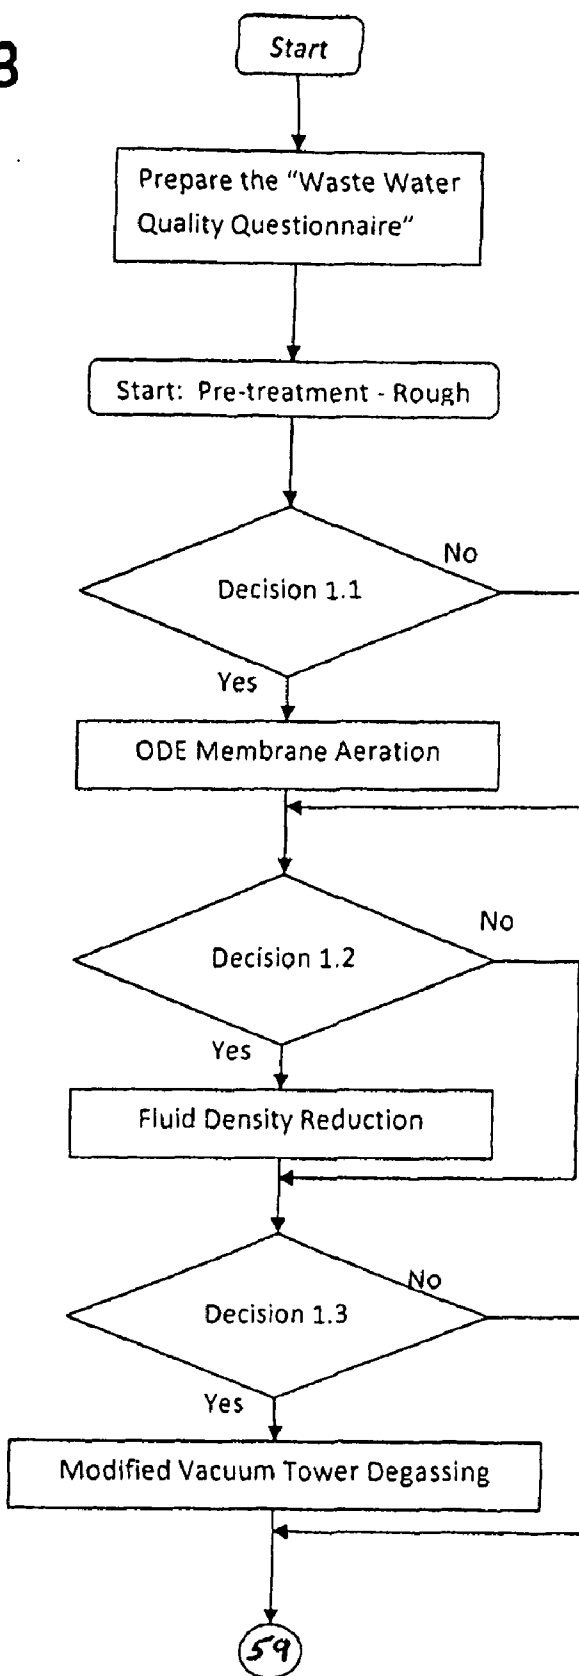 Start
Prepare the “Waste Water
Quality Questionnaire”
Start: Pre-treatment - Rough
No
Decision 1.1
Yes
ODE Membrane Aeration
No
Decision 1.2
Yes
Fluid Density Reduction
No
Decision 1.3
Yes
Modified Vacuum Tower Degassing
59